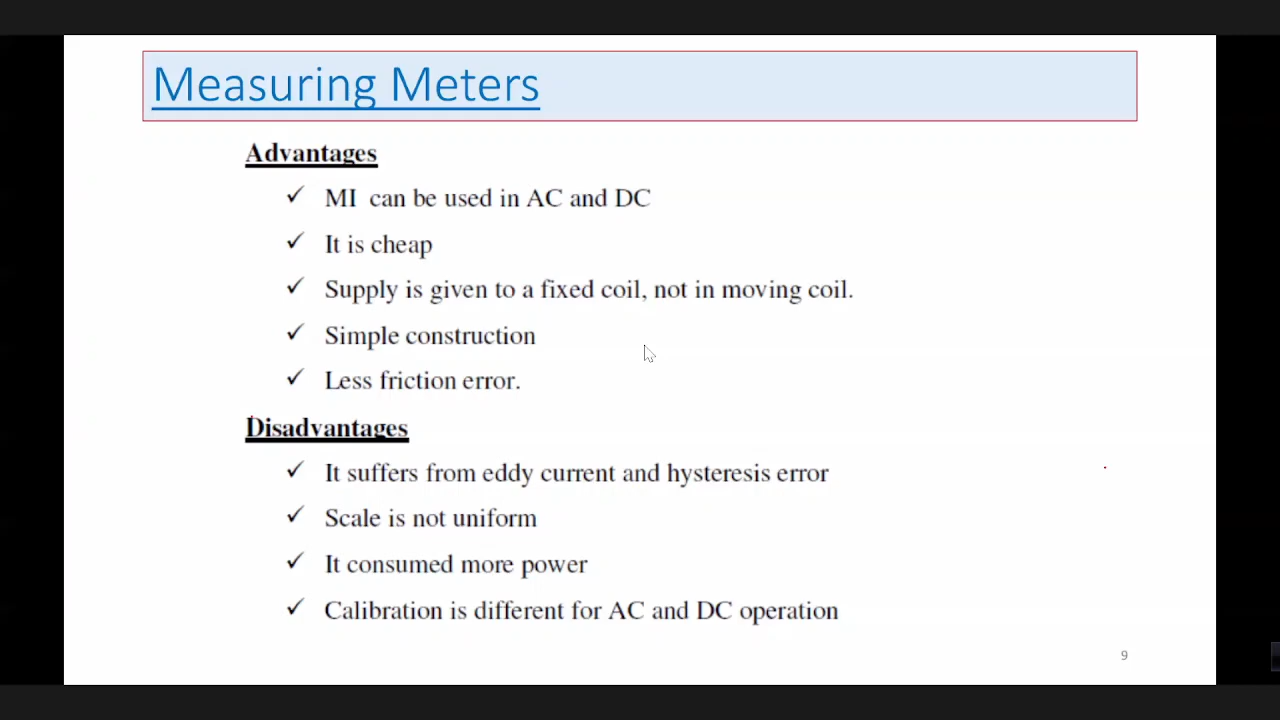 Measuring Meters
Advantages
✓ MI can be used in AC and DC
✓ It is cheap
✓ Supply is given to a fixed coil, not in moving coil.
✓ Simple construction
✓ Less friction error.
Disadvantages
✓ It suffers from eddy current and hysteresis error
✓ Scale is not uniform
✓ It consumed more power
✓ Calibration is different for AC and DC operation
9